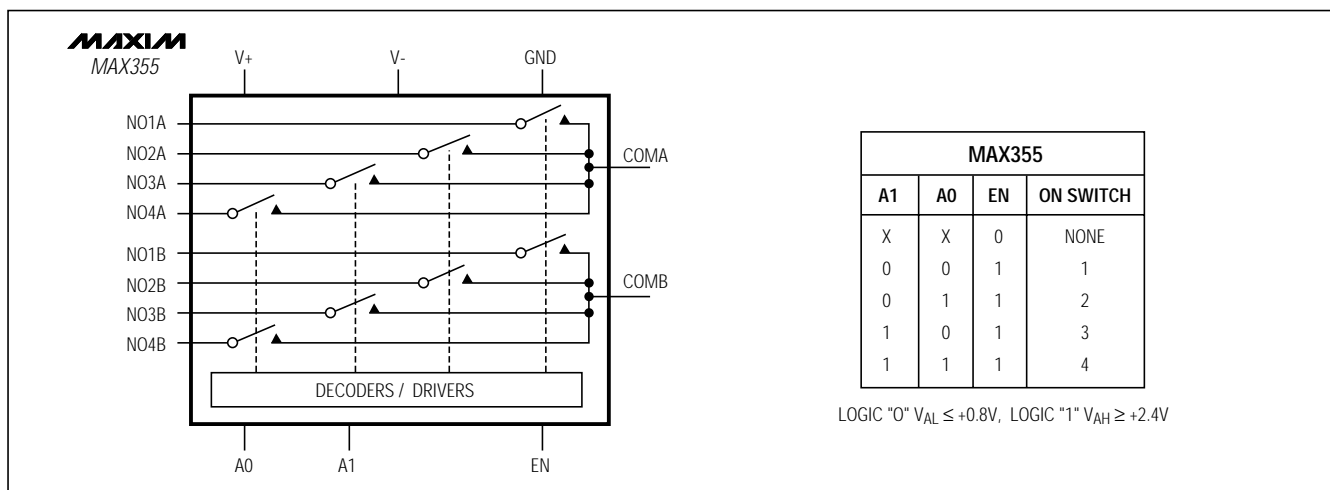 MAXIM
MAX355
V+ V- GND
NO1A
NO2A
NO3A
NO4A
COMA
NO1B
NO2B
NO3B
NO4B
COMB
DECODERS / DRIVERS
A0 A1 EN
MAX355
A1 A0 EN ON SWITCH
X X 0 NONE
0 0 1 1
0 1 1 2
1 0 1 3
1 1 1 4
LOGIC "0" VAL ≤ +0.8V, LOGIC "1" VAH ≥ +2.4V